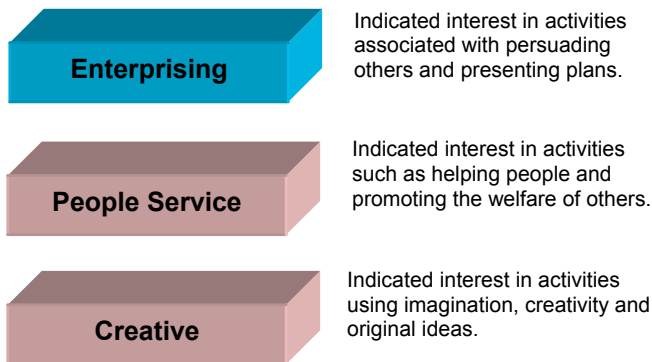 Enterprising
Indicated interest in activities
associated with persuading
others and presenting plans.
People Service
Indicated interest in activities
such as helping people and
promoting the welfare of others.
Creative
Indicated interest in activities
using imagination, creativity and
original ideas.